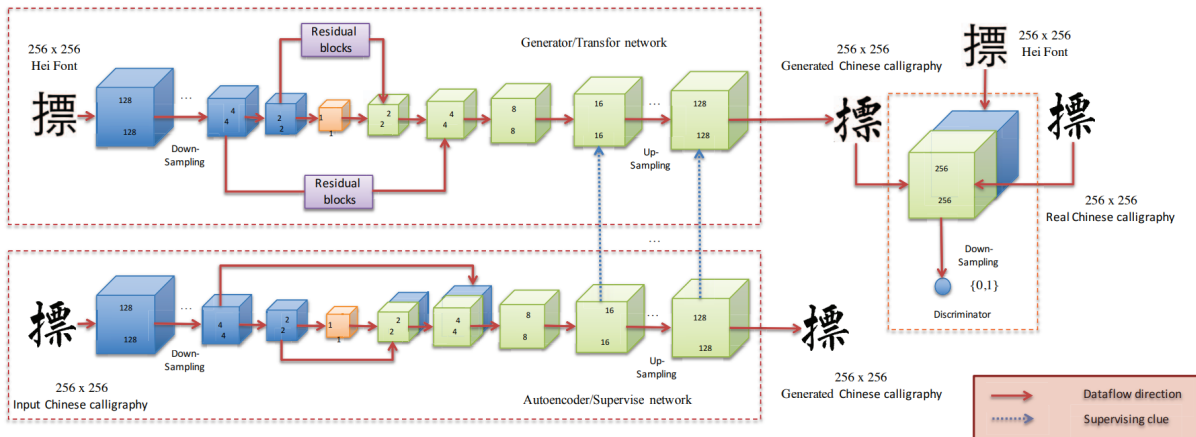 Residual
blocks
Generator/Transfor network
256 x 256
Hei Font
標
128
128
...
Down-
Sampling
4
4
2
2
1
1
2
2
4
4
8
8
16
16
...
Up-
Sampling
128
128
Residual
blocks
256 x 256
Generated Chinese calligraphy
標
標
256 x 256
Hei Font
標
256
256
256 x 256
Real Chinese calligraphy
Down-
Sampling
{0,1}
Discriminator
...
標
128
128
...
Down-
Sampling
4
4
2
2
1
1
2
2
4
4
8
8
16
16
...
Up-
Sampling
128
128
標
256 x 256
Input Chinese calligraphy
Autoencoder/Supervise network
256 x 256
Generated Chinese calligraphy
Dataflow direction
Supervising clue